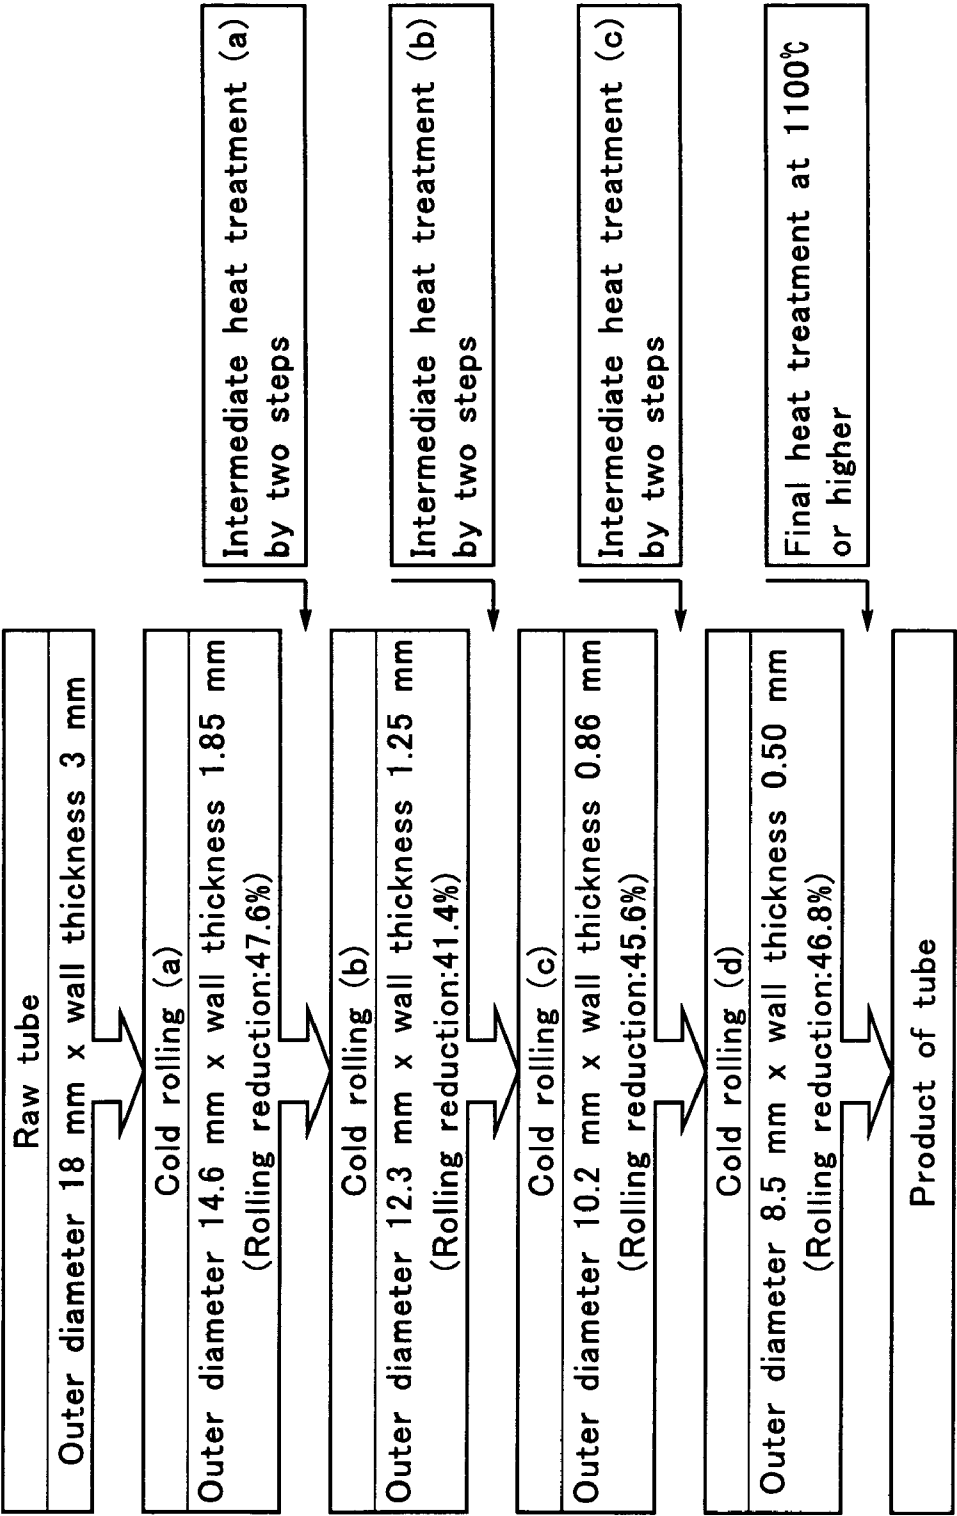 Raw tube
Outer diameter 18 mm x wall thickness 3 mm
Cold rolling (a)
Outer diameter 14.6 mm x wall thickness 1.85 mm
(Rolling reduction:47.6%)
Intermediate heat treatment (a)
by two steps
Cold rolling (b)
Outer diameter 12.3 mm x wall thickness 1.25 mm
(Rolling reduction:41.4%)
Intermediate heat treatment (b)
by two steps
Cold rolling (c)
Outer diameter 10.2 mm x wall thickness 0.86 mm
(Rolling reduction:45.6%)
Intermediate heat treatment (c)
by two steps
Cold rolling (d)
Outer diameter 8.5 mm x wall thickness 0.50 mm
(Rolling reduction:46.8%)
Final heat treatment at 1100℃
or higher
Product of tube